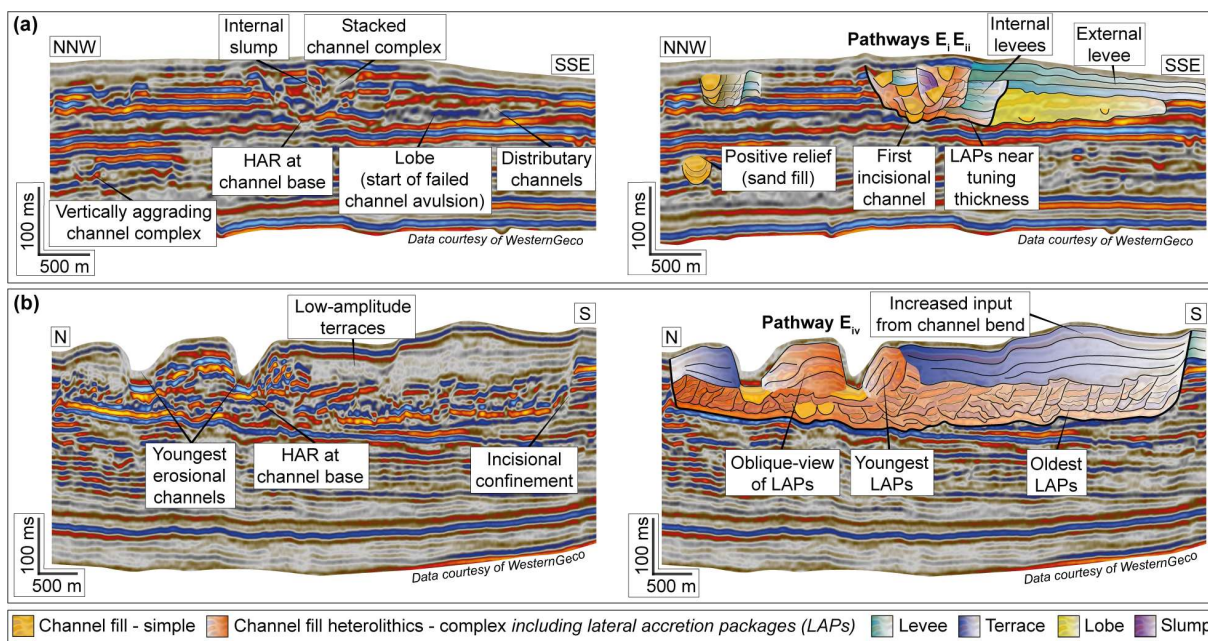 (a)
NNW
Internal
slump
Stacked
channel complex
SSE
HAR at
channel base
Lobe
(start of failed
channel avulsion)
Distributary
channels
Vertically aggrading
channel complex
100 ms
500 m
Data courtesy of WesternGeco
NNW
Pathways Ei Eii
Internal
levees
External
levee
SSE
Positive relief
(sand fill)
First
incisional
channel
LAPs near
tuning
thickness
100 ms
500 m
Data courtesy of WesternGeco
(b)
N
Low-amplitude
terraces
S
Youngest
erosional
channels
HAR at
channel base
Incisional
confinement
100 ms
500 m
Data courtesy of WesternGeco
N
Pathway Eiv
Increased input
from channel bend
S
Oblique-view
of LAPs
Youngest
LAPs
Oldest
LAPs
100 ms
500 m
Data courtesy of WesternGeco
Channel fill - simple Channel fill heterolithics - complex including lateral accretion packages (LAPs) Levee Terrace Lobe Slump